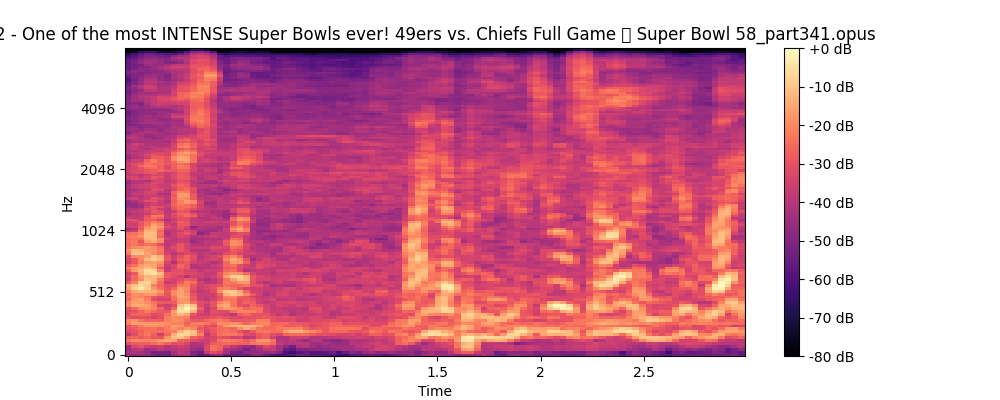 2 - One of the most INTENSE Super Bowls ever! 49ers vs. Chiefs Full Game Super Bowl 58_part341.opus
+0 dB
-10 dB
-20 dB
-30 dB
-40 dB
-50 dB
-60 dB
-70 dB
-80 dB
4096
2048
1024
512
0
Hz
0 0.5 1 1.5 2 2.5
Time